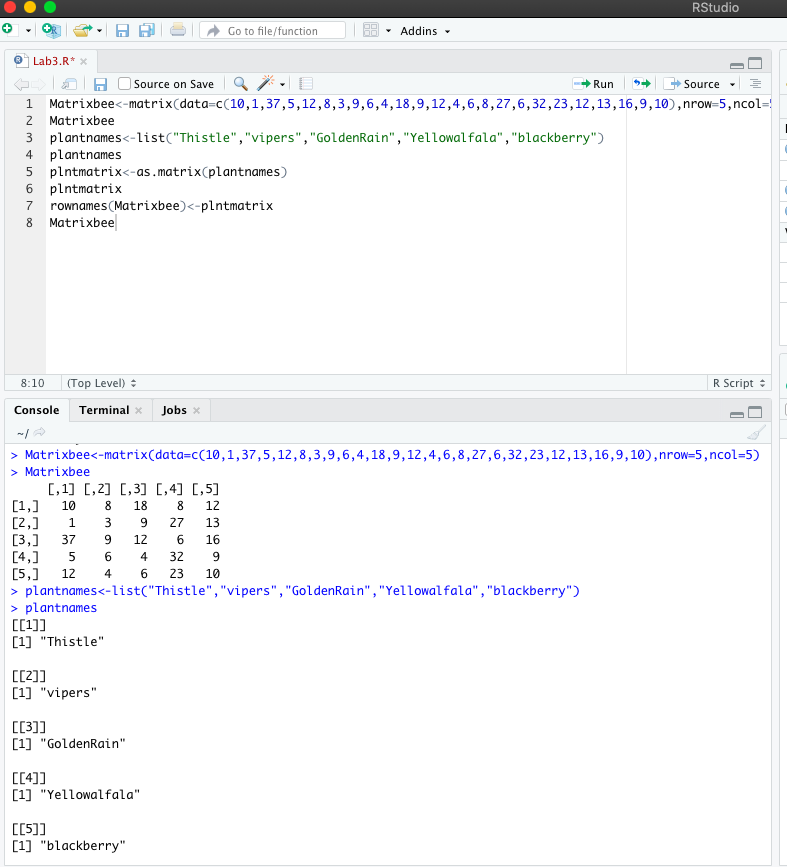 RStudio
Go to file/function
Addins
Lab3.R*
Source on Save
Run
Source
1 Matrixbee<-matrix(data=c(10,1,37,5,12,8,3,9,6,4,18,9,12,4,6,8,27,6,32,23,12,13,16,9,10),nrow=5,ncol=5
2 Matrixbee
3 plantnames<-list("Thistle","vipers","GoldenRain","Yellowalfala","blackberry")
4 plantnames
5 plntmatrix<-as.matrix(plantnames)
6 plntmatrix
7 rownames(Matrixbee)<-plntmatrix
8 Matrixbee
8:10 (Top Level) R Script
Console Terminal Jobs
~/
> Matrixbee<-matrix(data=c(10,1,37,5,12,8,3,9,6,4,18,9,12,4,6,8,27,6,32,23,12,13,16,9,10),nrow=5,ncol=5)
> Matrixbee
[,1] [,2] [,3] [,4] [,5]
[1,] 10 8 18 8 12
[2,] 1 3 9 27 13
[3,] 37 9 12 6 16
[4,] 5 6 4 32 9
[5,] 12 4 6 23 10
> plantnames<-list("Thistle","vipers","GoldenRain","Yellowalfala","blackberry")
> plantnames
[[1]]
[1] "Thistle"
[[2]]
[1] "vipers"
[[3]]
[1] "GoldenRain"
[[4]]
[1] "Yellowalfala"
[[5]]
[1] "blackberry"